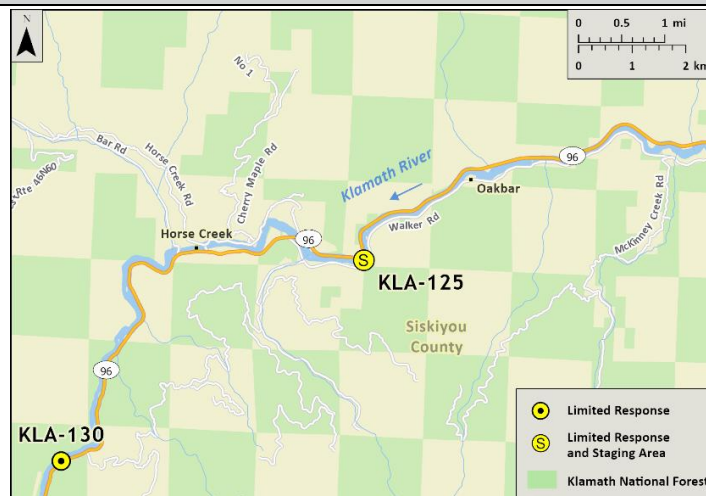 N
0 0.5 1 mi
0 1 2 km
No 1
Bar Rd
Horse Creek Rd
Cherry Maple Rd
Rte 46N60
Klamath River
96
Oakbar
Walker Rd
McKinney Creek Rd
Horse Creek
96
S
KLA-125
Siskiyou
County
96
KLA-130
Limited Response
S
Limited Response
and Staging Area
Klamath National Forest